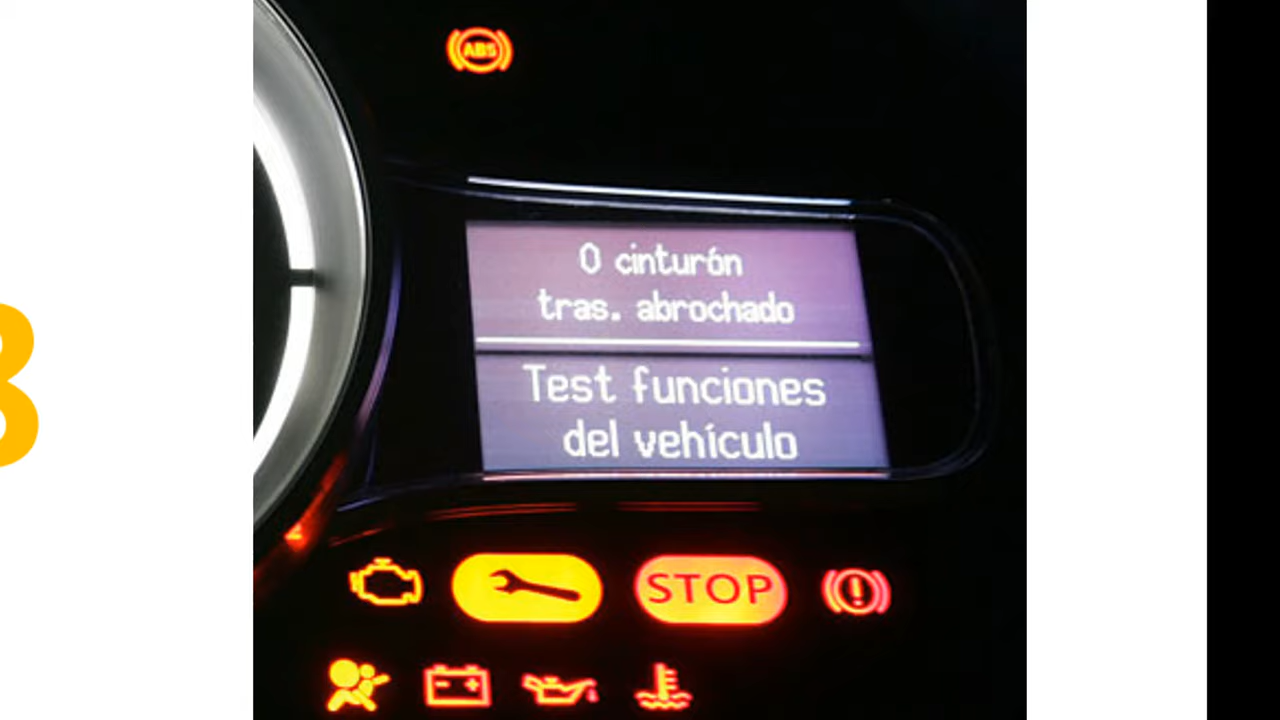 ABS
0 cinturón
tras. abrochado
Test funciones
del vehículo
STOP